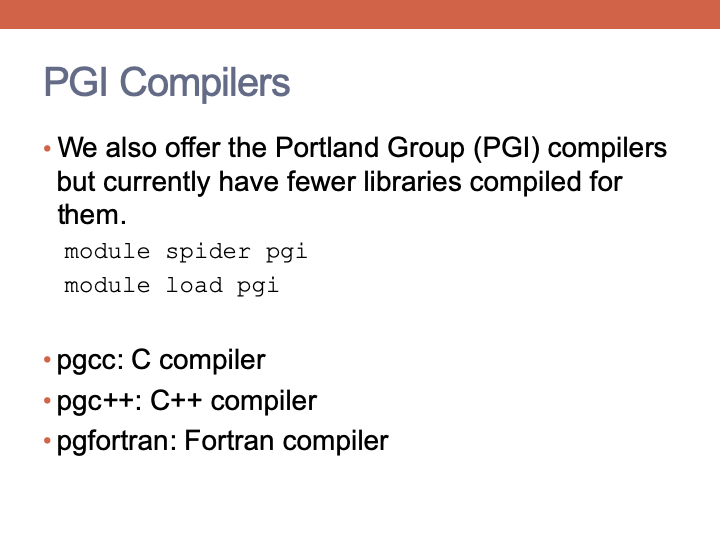 PGI Compilers
• We also offer the Portland Group (PGI) compilers
but currently have fewer libraries compiled for
them.
module spider pgi
module load pgi
• pgcc: C compiler
• pgc++: C++ compiler
• pgfortran: Fortran compiler